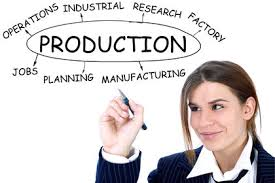 OPERATIONS INDUSTRIAL RESEARCH FACTORY
PRODUCTION
JOBS PLANNING MANUFACTURING